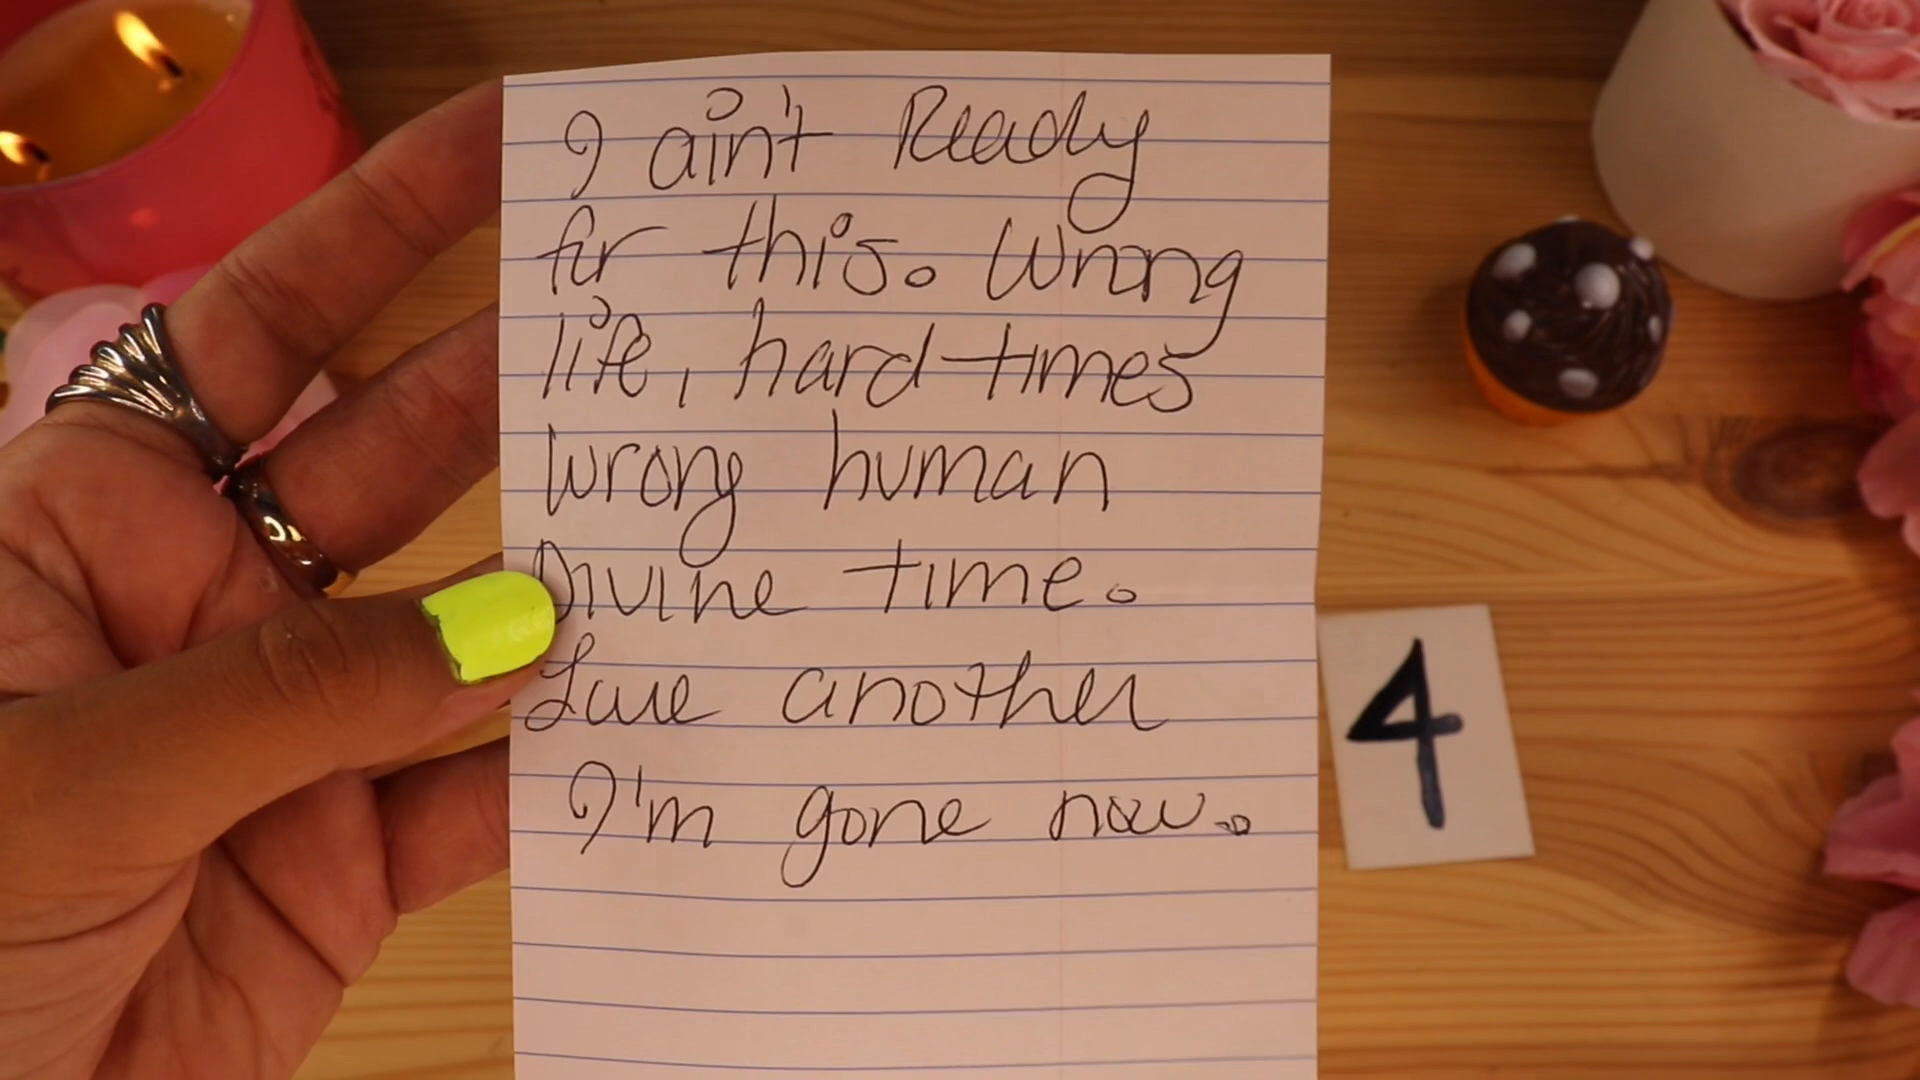 I ain't Ready
for this. Wrong
life, hard times
wrong human
Divine time.
Love another
I'm gone now.
4